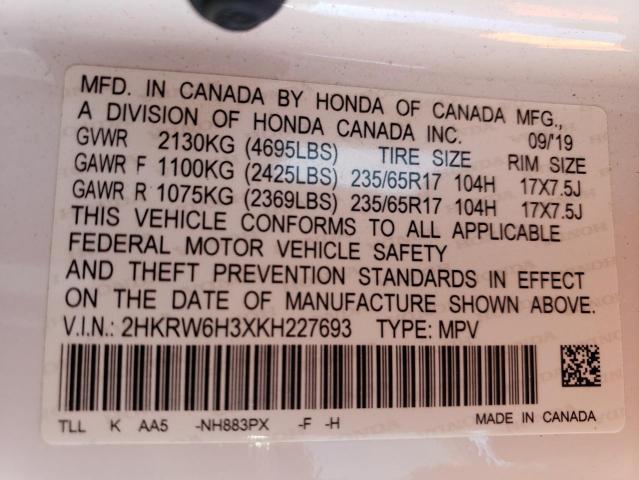 MFD. IN CANADA BY HONDA OF CANADA MFG.,
A DIVISION OF HONDA CANADA INC. 09/'19
GVWR 2130KG (4695LBS) TIRE SIZE RIM SIZE
GAWR F 1100KG (2425LBS) 235/65R17 104H 17X7.5J
GAWR R 1075KG (2369LBS) 235/65R17 104H 17X7.5J
THIS VEHICLE CONFORMS TO ALL APPLICABLE
FEDERAL MOTOR VEHICLE SAFETY
AND THEFT PREVENTION STANDARDS IN EFFECT
ON THE DATE OF MANUFACTURE SHOWN ABOVE.
V.I.N.: 2HKRW6H3XKH227693 TYPE: MPV
TLL K AA5 -NH883PX -F -H MADE IN CANADA